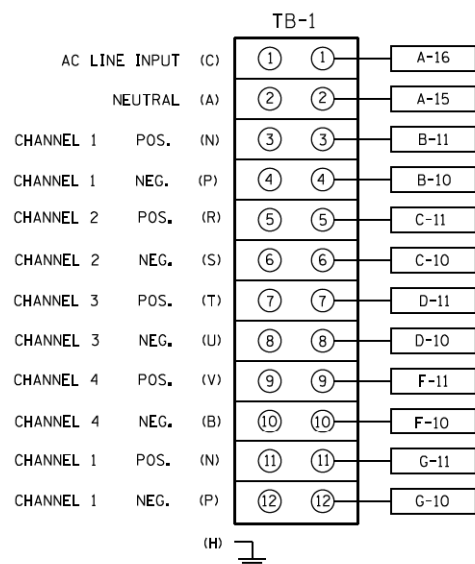 TB-1
AC LINE INPUT (C) 1 1 A-16
NEUTRAL (A) 2 2 A-15
CHANNEL 1 POS. (N) 3 3 B-11
CHANNEL 1 NEG. (P) 4 4 B-10
CHANNEL 2 POS. (R) 5 5 C-11
CHANNEL 2 NEG. (S) 6 6 C-10
CHANNEL 3 POS. (T) 7 7 D-11
CHANNEL 3 NEG. (U) 8 8 D-10
CHANNEL 4 POS. (V) 9 9 F-11
CHANNEL 4 NEG. (B) 10 10 F-10
CHANNEL 1 POS. (N) 11 11 G-11
CHANNEL 1 NEG. (P) 12 12 G-10
(H)